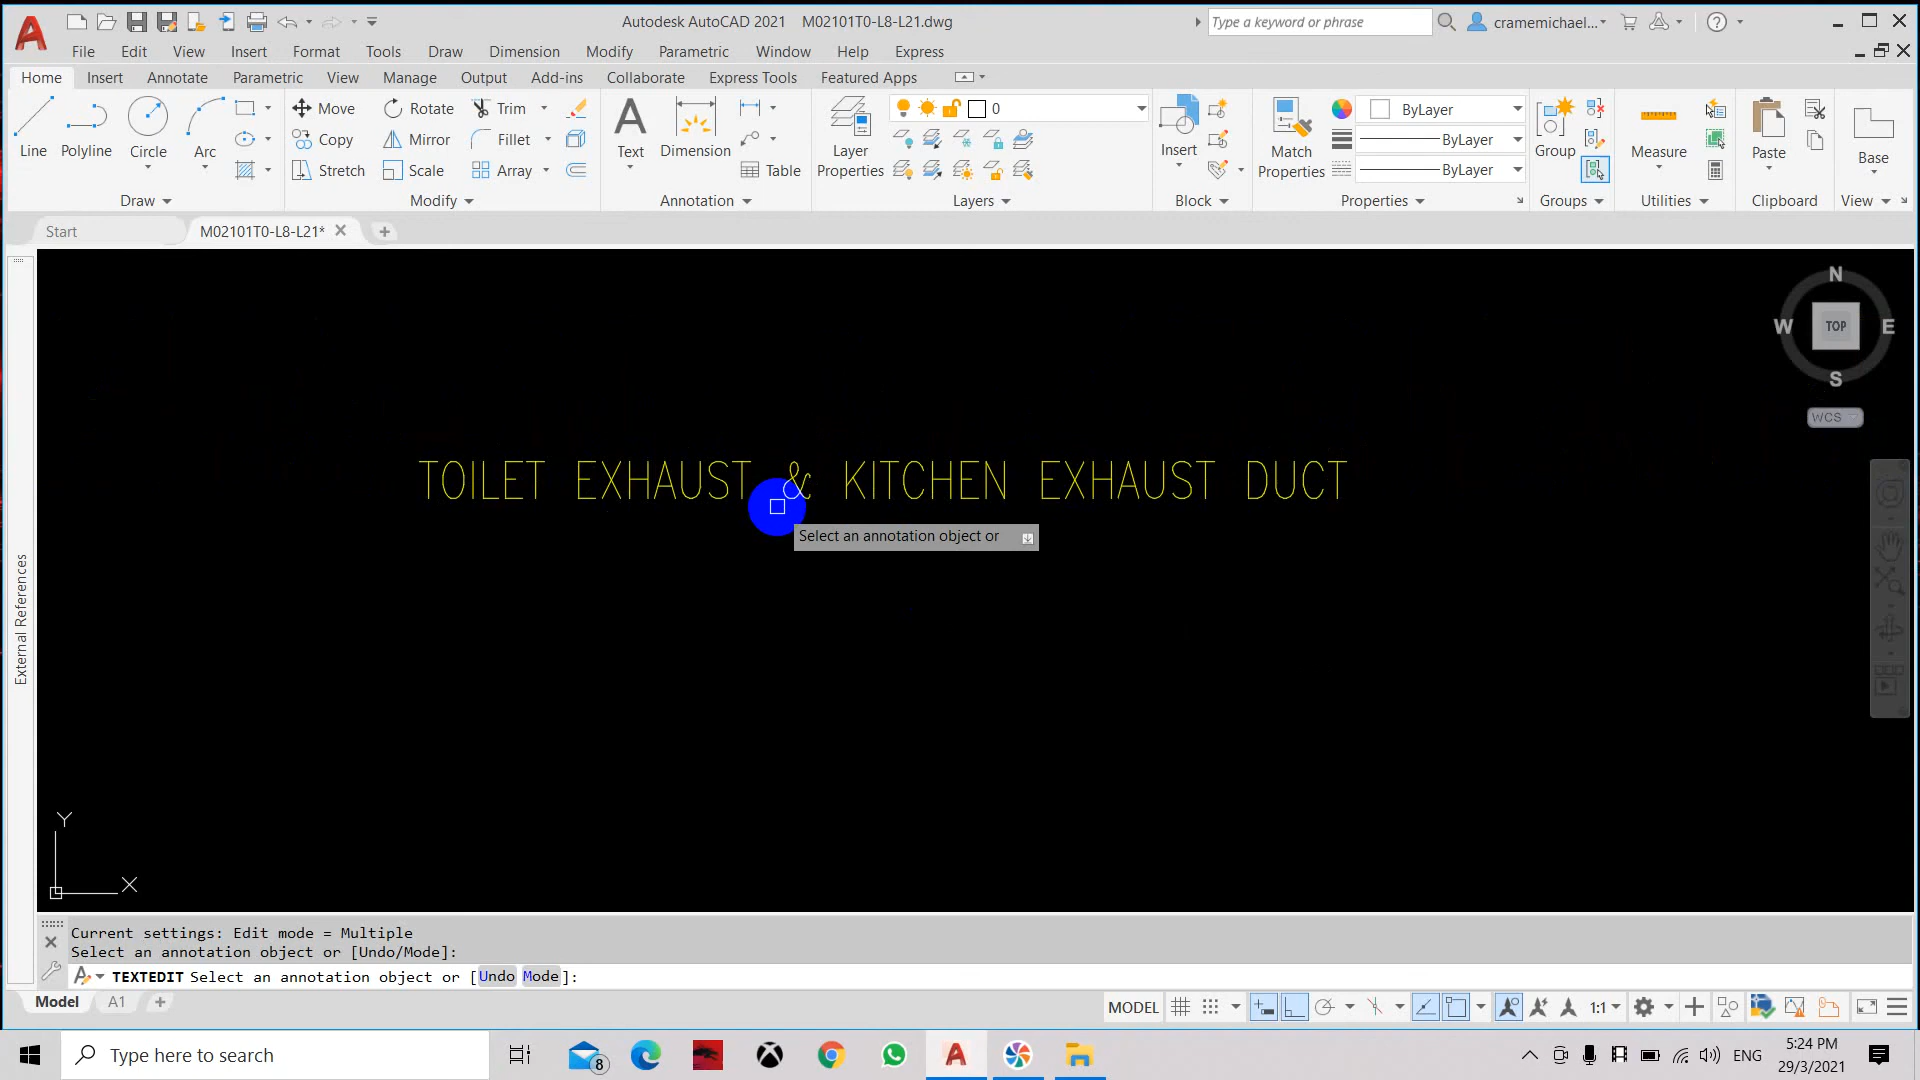 Autodesk AutoCAD 2021 M02101T0-L8-L21.dwg
Type a keyword or phrase
cramemichael...
File Edit View Insert Format Tools Draw Dimension Modify Parametric Window Help Express
Home Insert Annotate Parametric View Manage Output Add-ins Collaborate Express Tools Featured Apps
Line Polyline Circle Arc
Move Rotate Trim
Copy Mirror Fillet
Stretch Scale Array
Text Dimension Table
Layer Properties
0
Insert
Match Properties
ByLayer
ByLayer
ByLayer
Group
Measure
Paste
Base
Draw Modify Annotation Layers Block Properties Groups Utilities Clipboard View
Start M02101T0-L8-L21*
External References
N
W TOP E
S
WCS
TOILET EXHAUST & KITCHEN EXHAUST DUCT
Select an annotation object or
Y
X
Current settings: Edit mode = Multiple
Select an annotation object or [Undo/Mode]:
TEXTEDIT Select an annotation object or [Undo Mode]:
Model A1
MODEL 1:1
Type here to search
8
ENG
5:24 PM
29/3/2021